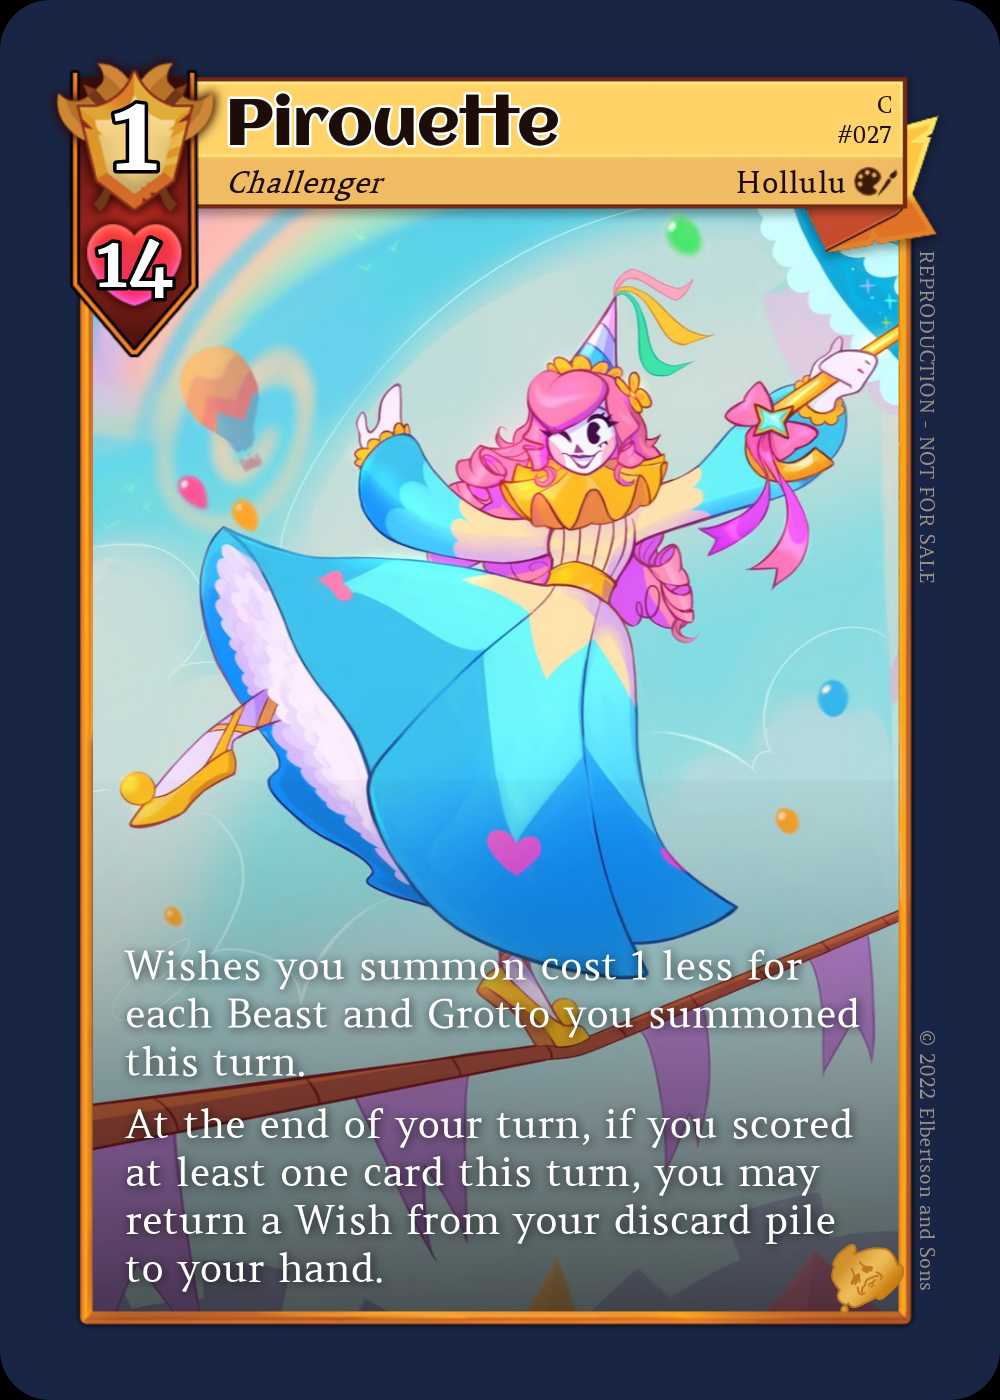 1
Pirouette
C
#027
Challenger
Hollulu
14
REPRODUCTION - NOT FOR SALE
Wishes you summon cost 1 less for
each Beast and Grotto you summoned
this turn.
At the end of your turn, if you scored
at least one card this turn, you may
return a Wish from your discard pile
to your hand.
© 2022 Elbertson and Sons